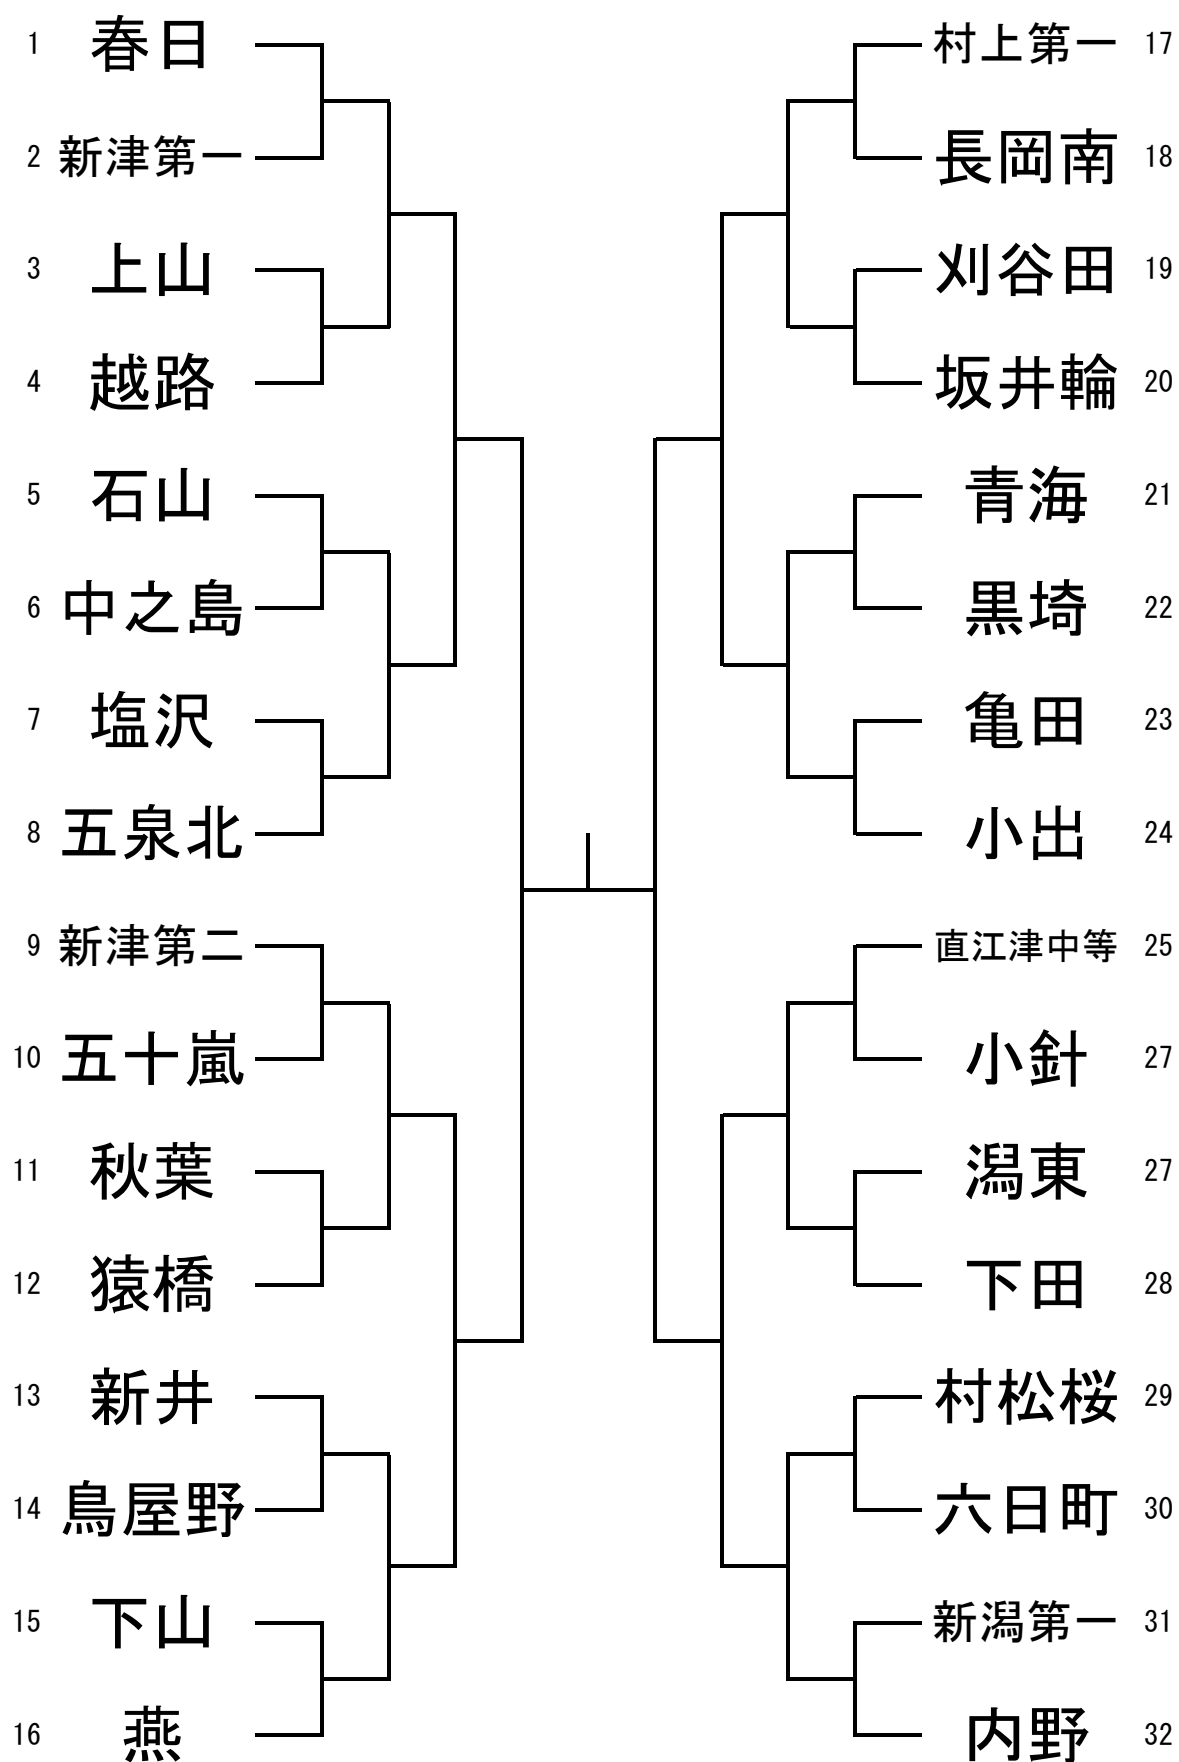 1 春日
2 新津第一
3 上山
4 越路
5 石山
6 中之島
7 塩沢
8 五泉北
9 新津第二
10 五十嵐
11 秋葉
12 猿橋
13 新井
14 鳥屋野
15 下山
16 燕
村上第一 17
長岡南 18
刈谷田 19
坂井輪 20
青海 21
黒埼 22
亀田 23
小出 24
直江津中等 25
小針 27
潟東 27
下田 28
村松桜 29
六日町 30
新潟第一 31
内野 32